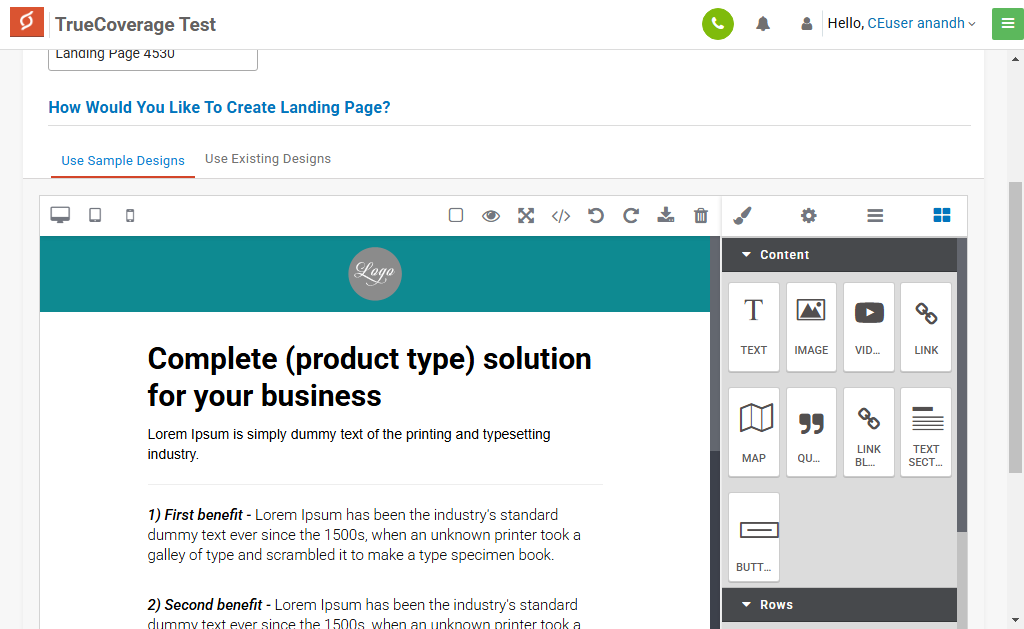 TrueCoverage Test
Hello, CEuser anandh
Landing Page 4530
How Would You Like To Create Landing Page?
Use Sample Designs
Use Existing Designs
Content
Logo
TEXT
IMAGE
VID...
LINK
Complete (product type) solution
for your business
Lorem Ipsum is simply dummy text of the printing and typesetting
industry.
MAP
QU...
LINK
BL...
TEXT
SECT...
1) First benefit - Lorem Ipsum has been the industry's standard
dummy text ever since the 1500s, when an unknown printer took a
galley of type and scrambled it to make a type specimen book.
BUTT...
2) Second benefit - Lorem Ipsum has been the industry's standard
dummy text ever since the 1500s, when an unknown printer took a
Rows